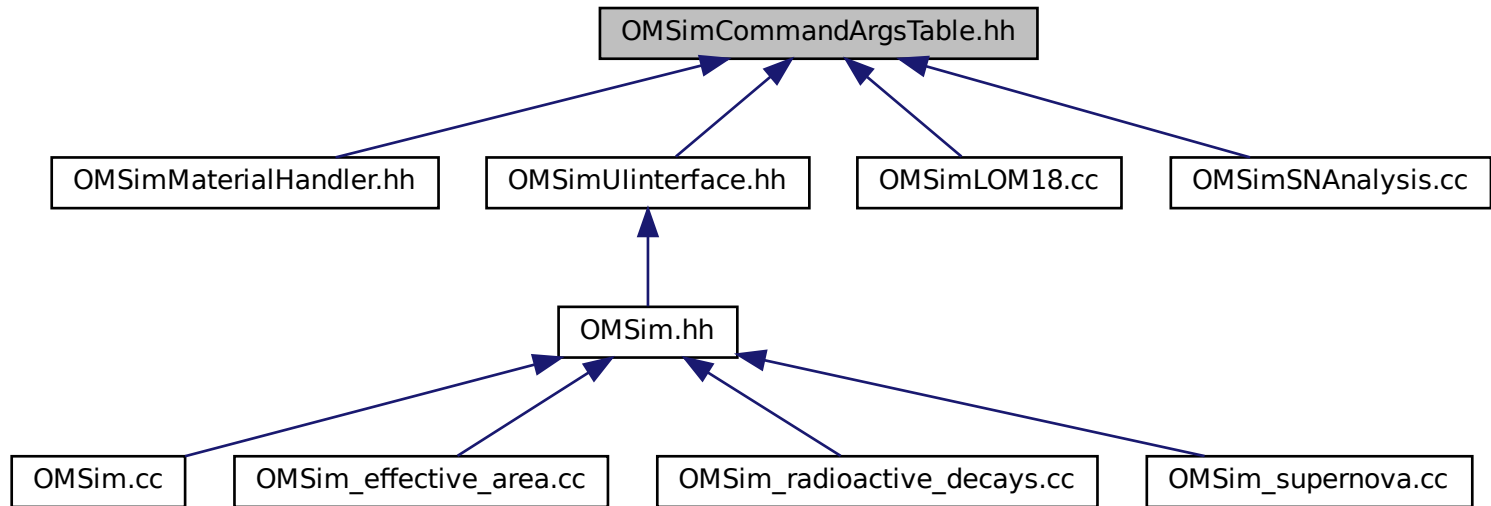 OMSimCommandArgsTable.hh
OMSimMaterialHandler.hh
OMSimUIinterface.hh
OMSimLOM18.cc
OMSimSNAnalysis.cc
OMSim.hh
OMSim.cc
OMSim_effective_area.cc
OMSim_radioactive_decays.cc
OMSim_supernova.cc